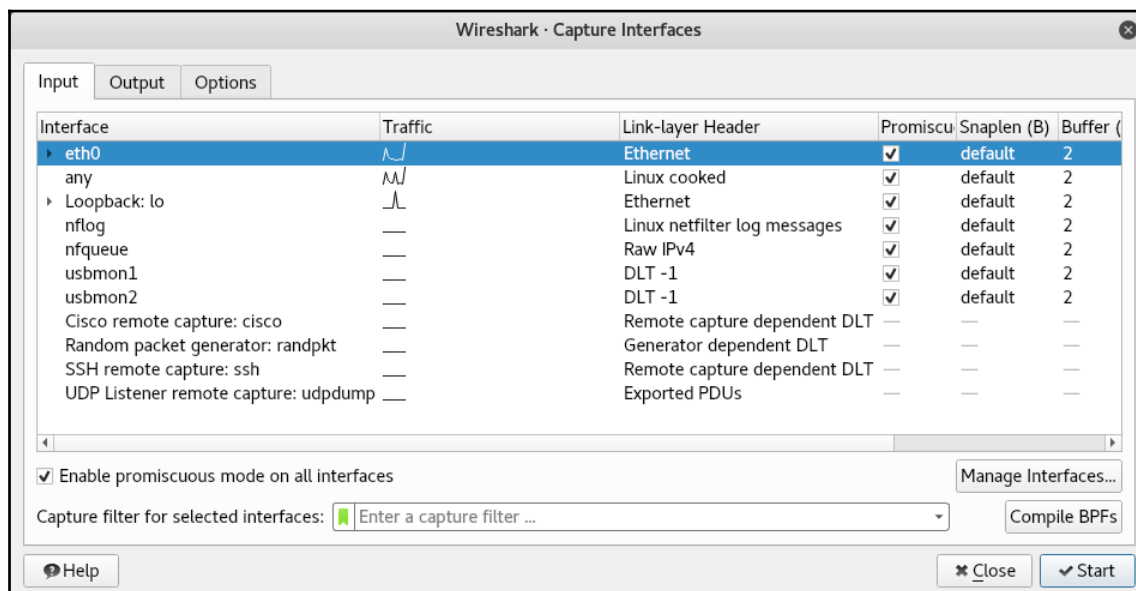 Wireshark · Capture Interfaces
Input Output Options
Interface Traffic Link-layer Header Promiscu Snaplen (B) Buffer (
eth0 Ethernet default 2
any Linux cooked default 2
Loopback: lo Ethernet default 2
nflog Linux netfilter log messages default 2
nfqueue Raw IPv4 default 2
usbmon1 DLT -1 default 2
usbmon2 DLT -1 default 2
Cisco remote capture: cisco Remote capture dependent DLT — — —
Random packet generator: randpkt Generator dependent DLT — — —
SSH remote capture: ssh Remote capture dependent DLT — — —
UDP Listener remote capture: udpdump Exported PDUs — — —
Enable promiscuous mode on all interfaces Manage Interfaces...
Capture filter for selected interfaces: Enter a capture filter ... Compile BPFs
Help Close Start